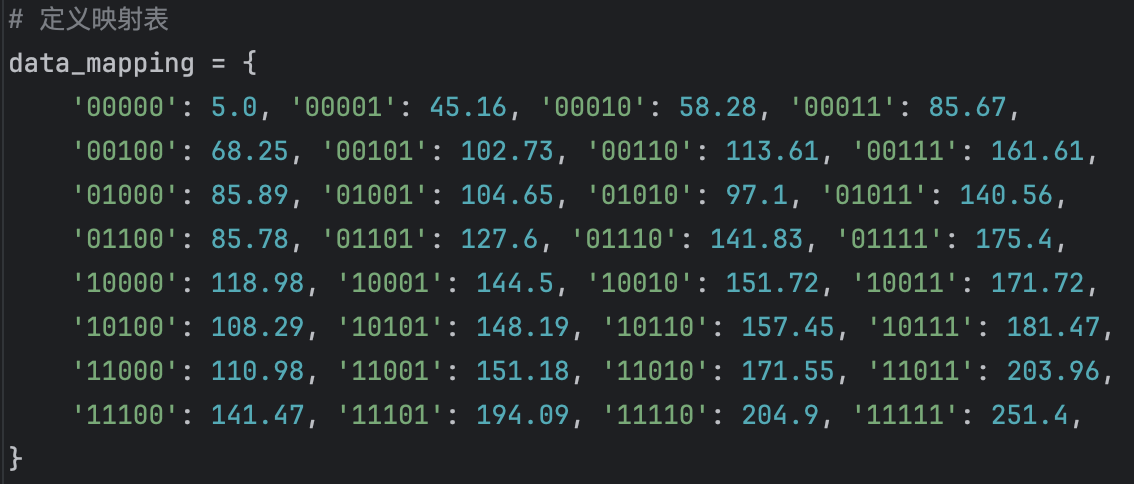 # 定义映射表
data_mapping = {
    '00000': 5.0, '00001': 45.16, '00010': 58.28, '00011': 85.67,
    '00100': 68.25, '00101': 102.73, '00110': 113.61, '00111': 161.61,
    '01000': 85.89, '01001': 104.65, '01010': 97.1, '01011': 140.56,
    '01100': 85.78, '01101': 127.6, '01110': 141.83, '01111': 175.4,
    '10000': 118.98, '10001': 144.5, '10010': 151.72, '10011': 171.72,
    '10100': 108.29, '10101': 148.19, '10110': 157.45, '10111': 181.47,
    '11000': 110.98, '11001': 151.18, '11010': 171.55, '11011': 203.96,
    '11100': 141.47, '11101': 194.09, '11110': 204.9, '11111': 251.4,
}